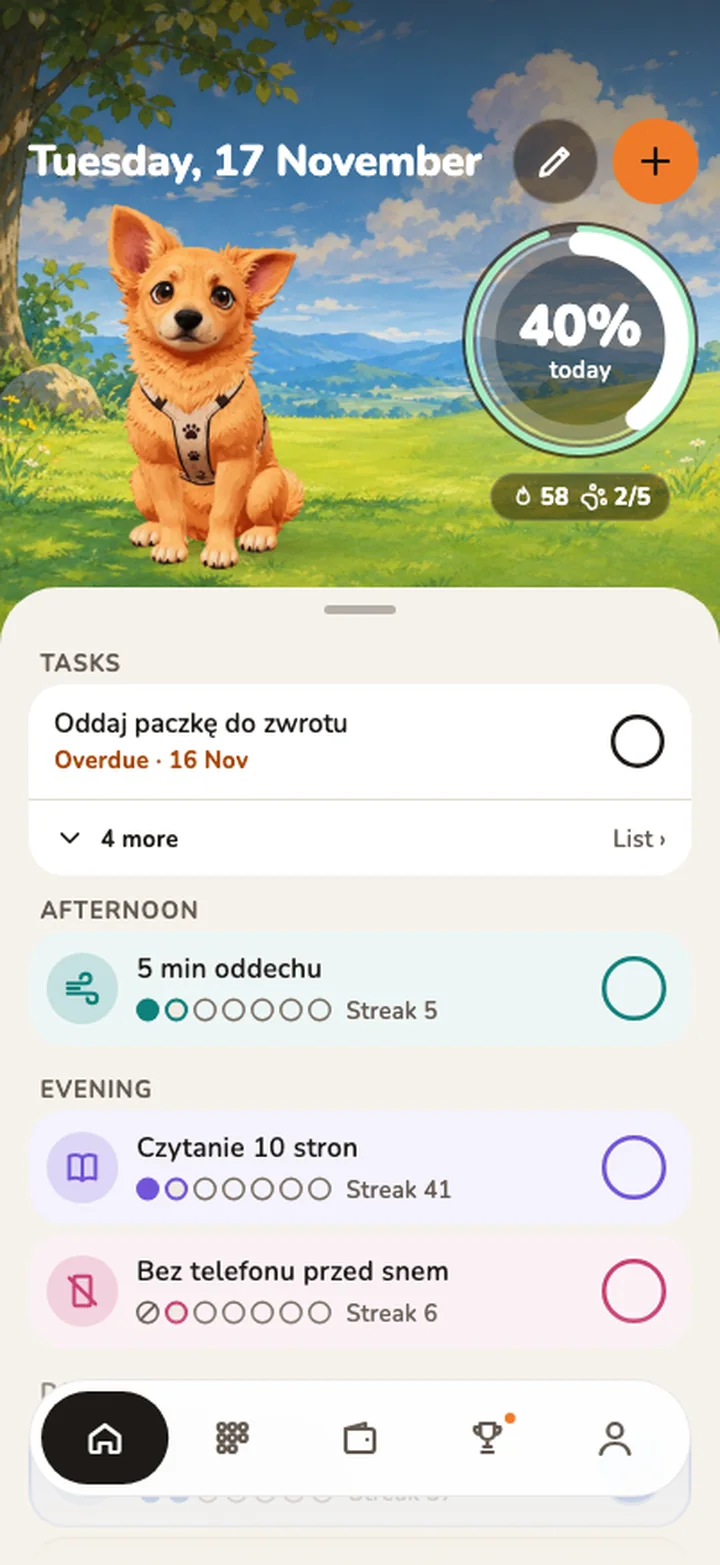 Tuesday, 17 November
40%
today
58 2/5
TASKS
Oddaj paczkę do zwrotu
Overdue · 16 Nov
4 more List ›
AFTERNOON
5 min oddechu
Streak 5
EVENING
Czytanie 10 stron
Streak 41
Bez telefonu przed snem
Streak 6